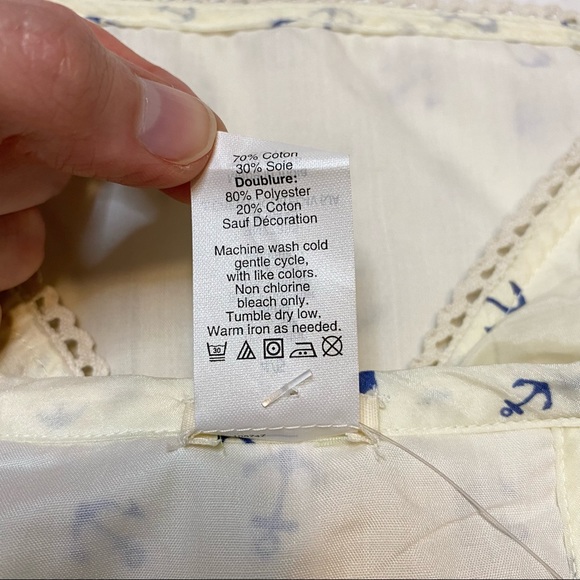 70% Coton
30% Soie
Doublure:
80% Polyester
20% Coton
Sauf Décoration
Machine wash cold
gentle cycle,
with like colors.
Non chlorine
bleach only.
Tumble dry low.
Warm iron as needed.
30